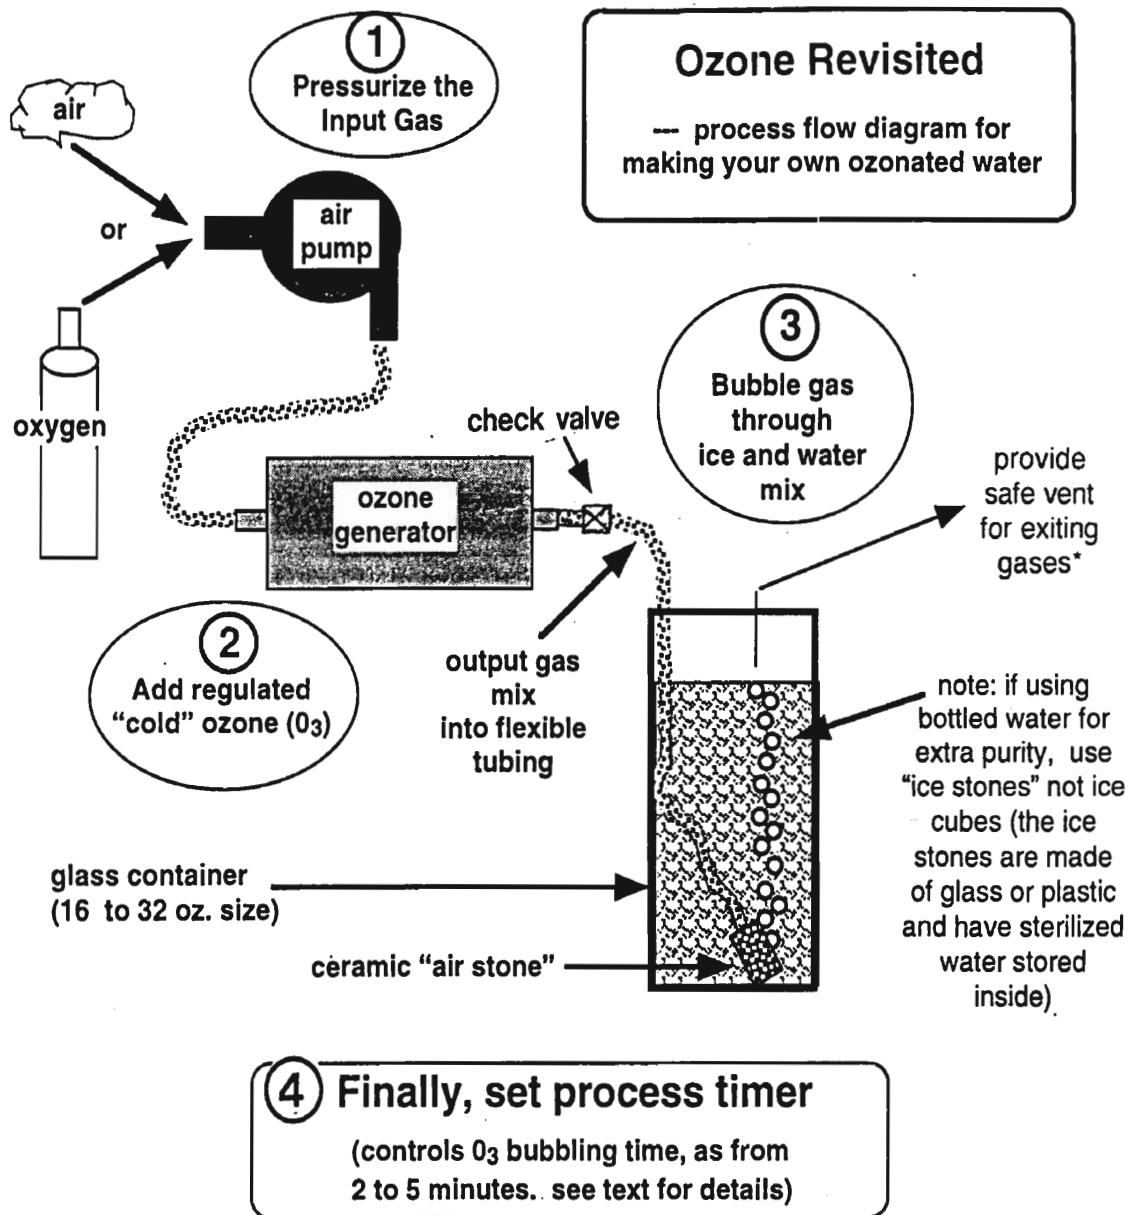 1
Pressurize the
Input Gas
Ozone Revisited
--- process flow diagram for
making your own ozonated water
air
or
air
pump
oxygen
3
Bubble gas
through
ice and water
mix
check valve
provide
safe vent
for exiting
gases*
ozone
generator
2
Add regulated
“cold” ozone (0₃)
output gas
mix
into flexible
tubing
note: if using
bottled water for
extra purity, use
“ice stones” not ice
cubes (the ice
stones are made
of glass or plastic
and have sterilized
water stored
inside)
glass container
(16 to 32 oz. size)
ceramic “air stone”
4 Finally, set process timer
(controls 0₃ bubbling time, as from
2 to 5 minutes.. see text for details)